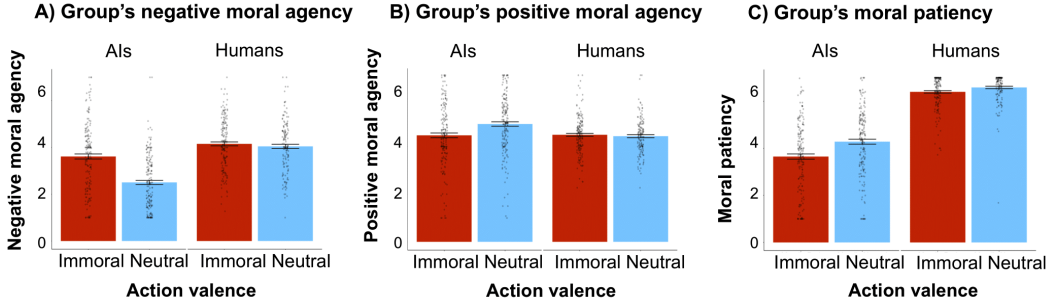 A) Group's negative moral agency
AIs Humans
Negative moral agency
6
4
2
0
Immoral Neutral Immoral Neutral
Action valence
B) Group's positive moral agency
AIs Humans
Positive moral agency
6
4
2
0
Immoral Neutral Immoral Neutral
Action valence
C) Group's moral patiency
AIs Humans
Moral patiency
6
4
2
0
Immoral Neutral Immoral Neutral
Action valence